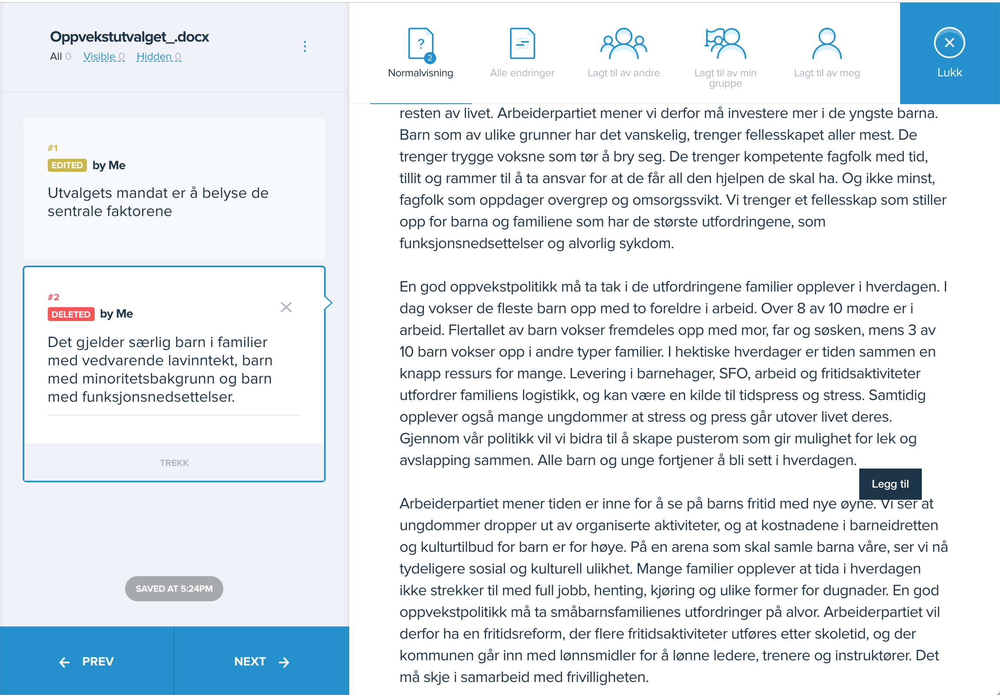 Oppvekstutvalget_.docx
All 0 Visible 0 Hidden 0
#1
EDITED by Me
Utvalgets mandat er å belyse de
sentrale faktorene
#2
DELETED by Me
Det gjelder særlig barn i familier
med vedvarende lavinntekt, barn
med minoritetsbakgrunn og barn
med funksjonsnedsettelser.
TREKK
SAVED AT 5:24PM
PREV
NEXT
?
2
Normalvisning
Alle endringer
Lagt til av andre
Lagt til av min
gruppe
Lagt til av meg
Lukk
resten av livet. Arbeiderpartiet mener vi derfor må investere mer i de yngste barna.
Barn som av ulike grunner har det vanskelig, trenger fellesskapet aller mest. De
trenger trygge voksne som tør å bry seg. De trenger kompetente fagfolk med tid,
tillit og rammer til å ta ansvar for at de får all den hjelpen de skal ha. Og ikke minst,
fagfolk som oppdager overgrep og omsorgssvikt. Vi trenger et fellesskap som stiller
opp for barna og familiene som har de største utfordringene, som
funksjonsnedsettelser og alvorlig sykdom.
En god oppvekstpolitikk må ta tak i de utfordringene familier opplever i hverdagen. I
dag vokser de fleste barn opp med to foreldre i arbeid. Over 8 av 10 mødre er i
arbeid. Flertallet av barn vokser fremdeles opp med mor, far og søsken, mens 3 av
10 barn vokser opp i andre typer familier. I hektiske hverdager er tiden sammen en
knapp ressurs for mange. Levering i barnehager, SFO, arbeid og fritidsaktiviteter
utfordrer familiens logistikk, og kan være en kilde til tidspress og stress. Samtidig
opplever også mange ungdommer at stress og press går utover livet deres.
Gjennom vår politikk vil vi bidra til å skape pusterom som gir mulighet for lek og
avslapping sammen. Alle barn og unge fortjener å bli sett i hverdagen.
Legg til
Arbeiderpartiet mener tiden er inne for å se på barns fritid med nye øyne. Vi ser at
ungdommer dropper ut av organiserte aktiviteter, og at kostnadene i barneidretten
og kulturtilbud for barn er for høye. På en arena som skal samle barna våre, ser vi nå
tydeligere sosial og kulturell ulikhet. Mange familier opplever at tida i hverdagen
ikke strekker til med full jobb, henting, kjøring og ulike former for dugnader. En god
oppvekstpolitikk må ta småbarnsfamilienes utfordringer på alvor. Arbeiderpartiet vil
derfor ha en fritidsreform, der flere fritidsaktiviteter utføres etter skoletid, og der
kommunen går inn med lønnsmidler for å lønne ledere, trenere og instruktører. Det
må skje i samarbeid med frivilligheten.